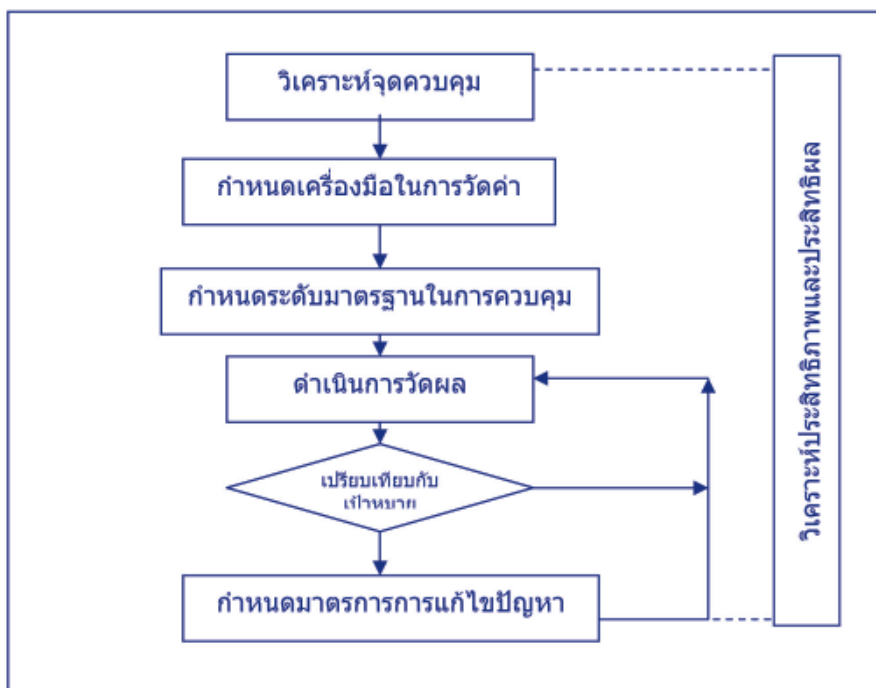 วิเคราะห์จุดควบคุม
กำหนดเครื่องมือในการวัดค่า
กำหนดระดับมาตรฐานในการควบคุม
ดำเนินการวัดผล
เปรียบเทียบกับ
เป้าหมาย
กำหนดมาตรการการแก้ไขปัญหา
วิเคราะห์ประสิทธิภาพและประสิทธิผล